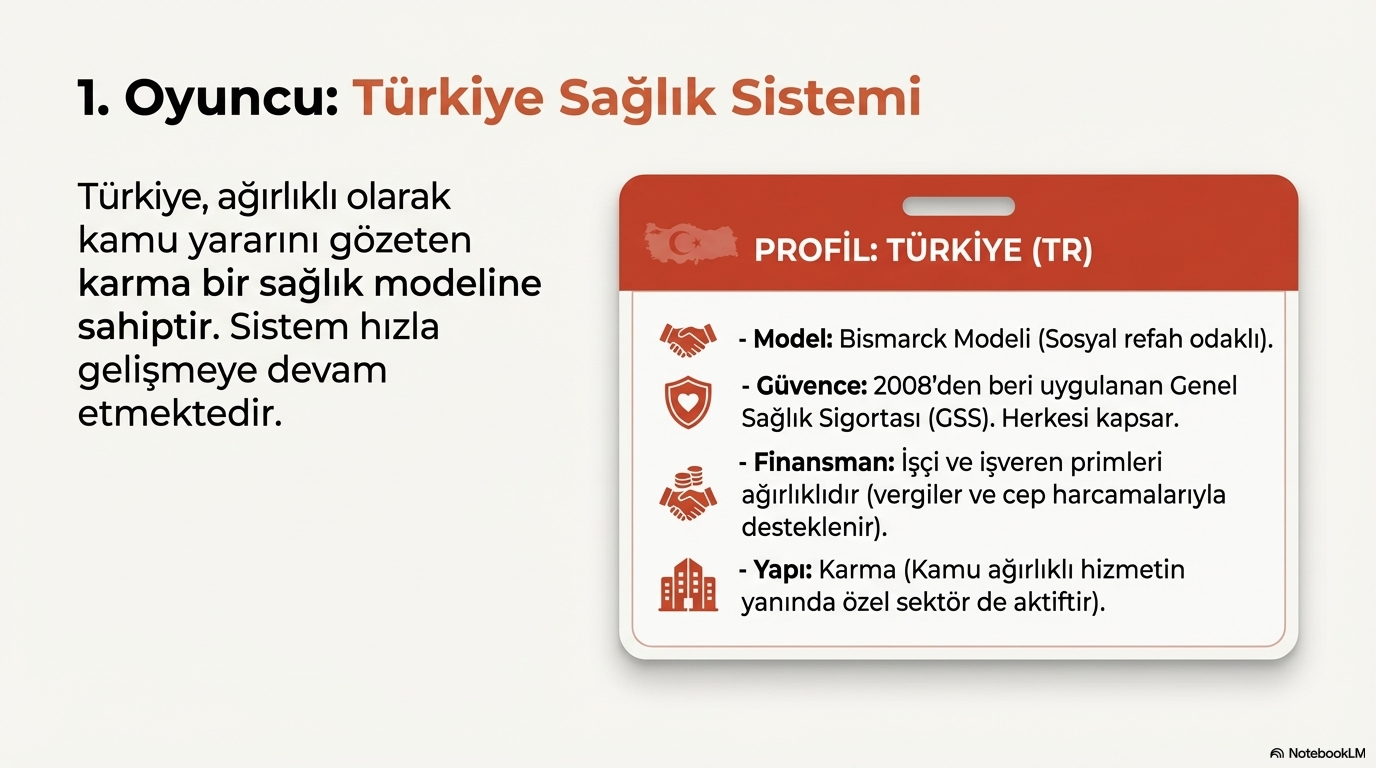 1. Oyuncu: Türkiye Sağlık Sistemi
Türkiye, ağırlıklı olarak
kamu yararını gözeten
karma bir sağlık modeline
sahiptir. Sistem hızla
gelişmeye devam
etmektedir.
PROFİL: TÜRKİYE (TR)
- Model: Bismarck Modeli (Sosyal refah odaklı).
- Güvence: 2008'den beri uygulanan Genel
Sağlık Sigortası (GSS). Herkesi kapsar.
- Finansman: İşçi ve işveren primleri
ağırlıklıdır (vergiler ve cep harcamalarıyla
desteklenir).
- Yapı: Karma (Kamu ağırlıklı hizmetin
yanında özel sektör de aktiftir).
NotebookLM